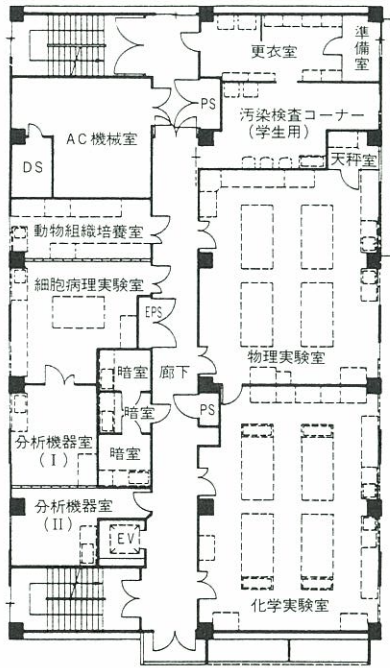 更衣室
準備室
PS
汚染検査コーナー
(学生用)
AC機械室
天秤室
DS
動物組織培養室
細胞病理実験室
EPS
物理実験室
暗室
廊下
暗室
PS
分析機器室
(I)
暗室
分析機器室
(II)
EV
化学実験室